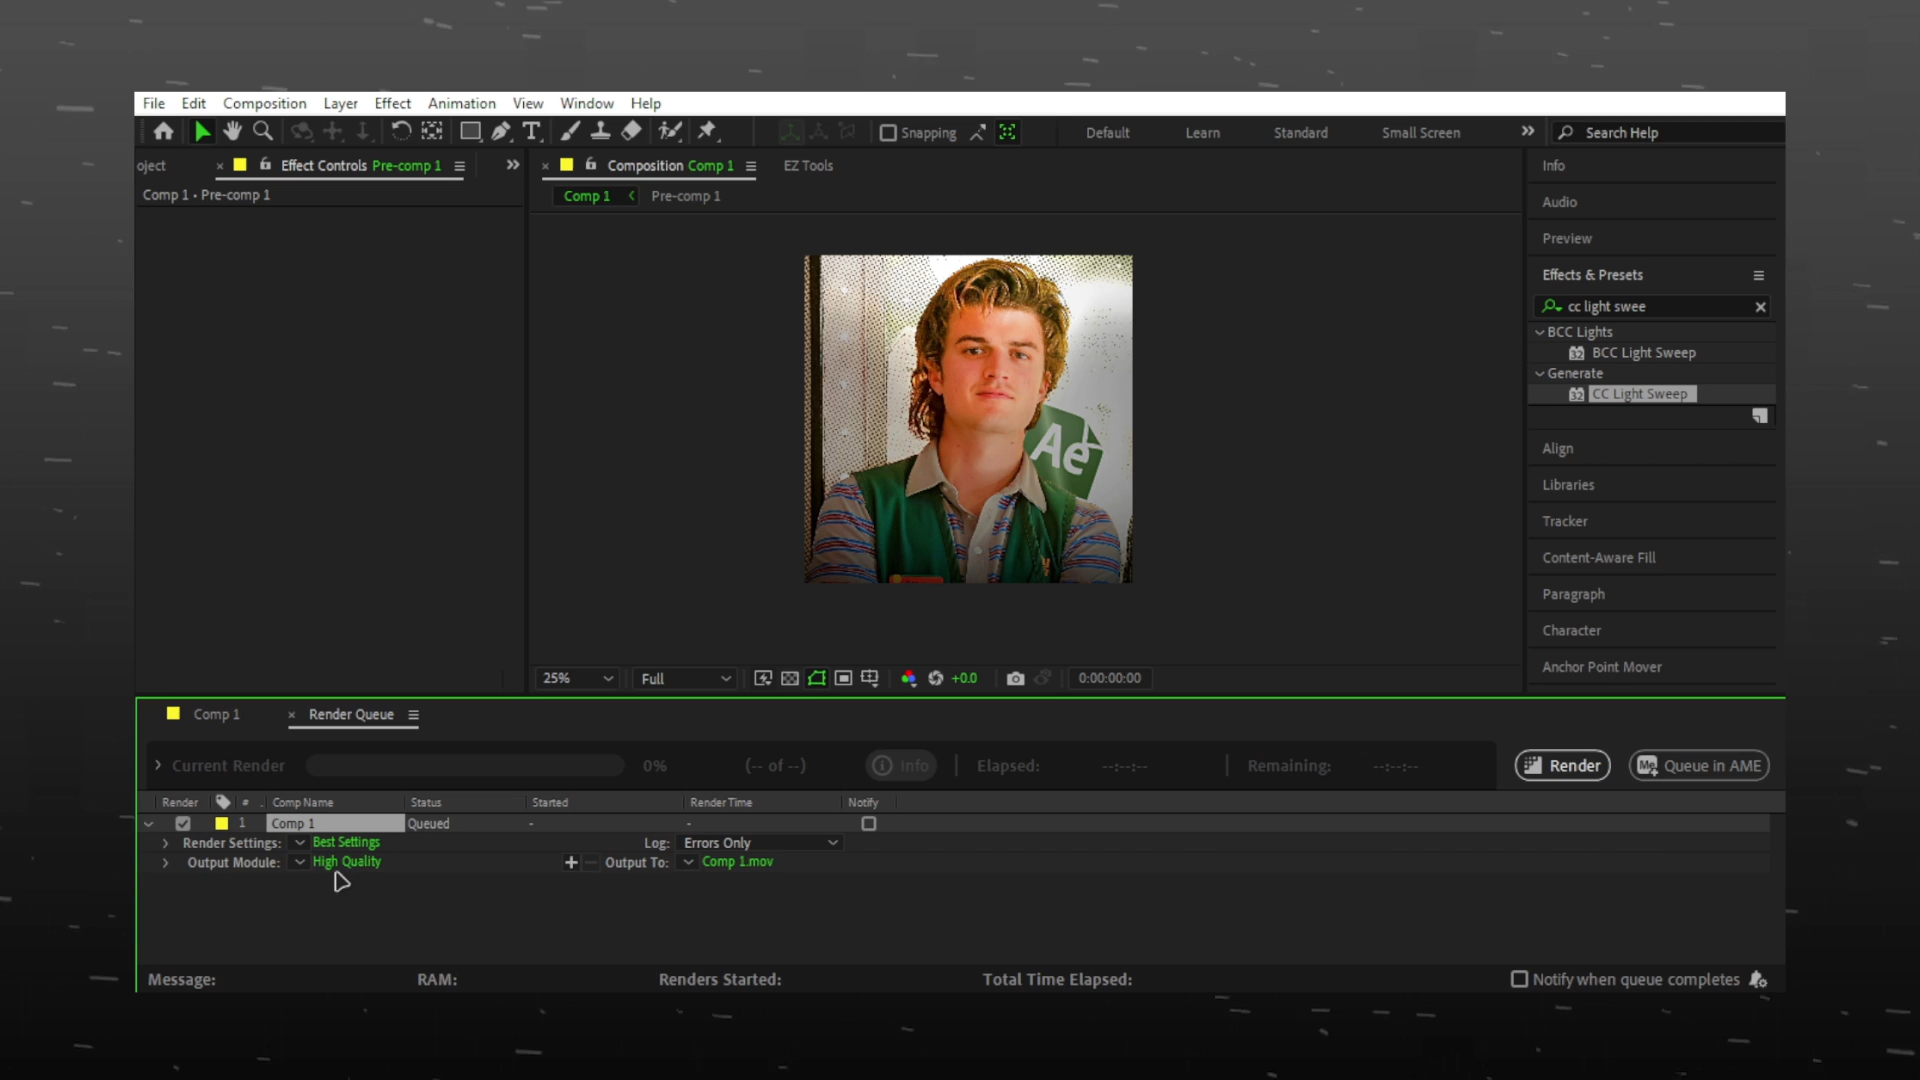 File Edit Composition Layer Effect Animation View Window Help
Snapping Default Learn Standard Small Screen Search Help
oject Effect Controls Pre-comp 1 Composition Comp 1 EZ Tools Info
Comp 1 • Pre-comp 1 Comp 1 Pre-comp 1
Audio
Preview
Effects & Presets
cc light swee
BCC Lights
32 BCC Light Sweep
Generate
32 CC Light Sweep
Ae
Align
Libraries
Tracker
Content-Aware Fill
Paragraph
Character
Anchor Point Mover
25% Full +0.0 0:00:00:00
Comp 1 Render Queue
Current Render 0% (-- of --) Info Elapsed: --:--:-- Remaining: --:--:-- Render Me Queue in AME
Render # . Comp Name Status Started Render Time Notify
1 Comp 1 Queued - -
Render Settings: Best Settings Log: Errors Only
Output Module: High Quality Output To: Comp 1.mov
Message: RAM: Renders Started: Total Time Elapsed: Notify when queue completes